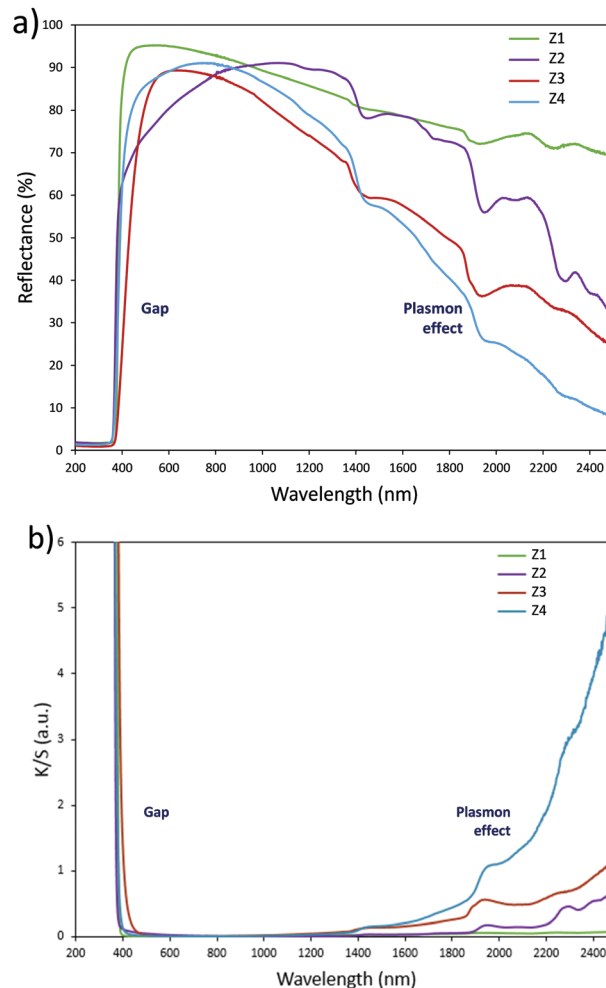 a)
100
90
80
70
60
50
40
30
20
10
0
Reflectance (%)
Z1
Z2
Z3
Z4
Gap
Plasmon
effect
200 400 600 800 1000 1200 1400 1600 1800 2000 2200 2400
Wavelength (nm)
b)
6
5
4
3
2
1
0
K/S (a.u.)
Z1
Z2
Z3
Z4
Gap
Plasmon
effect
200 400 600 800 1000 1200 1400 1600 1800 2000 2200 2400
Wavelength (nm)